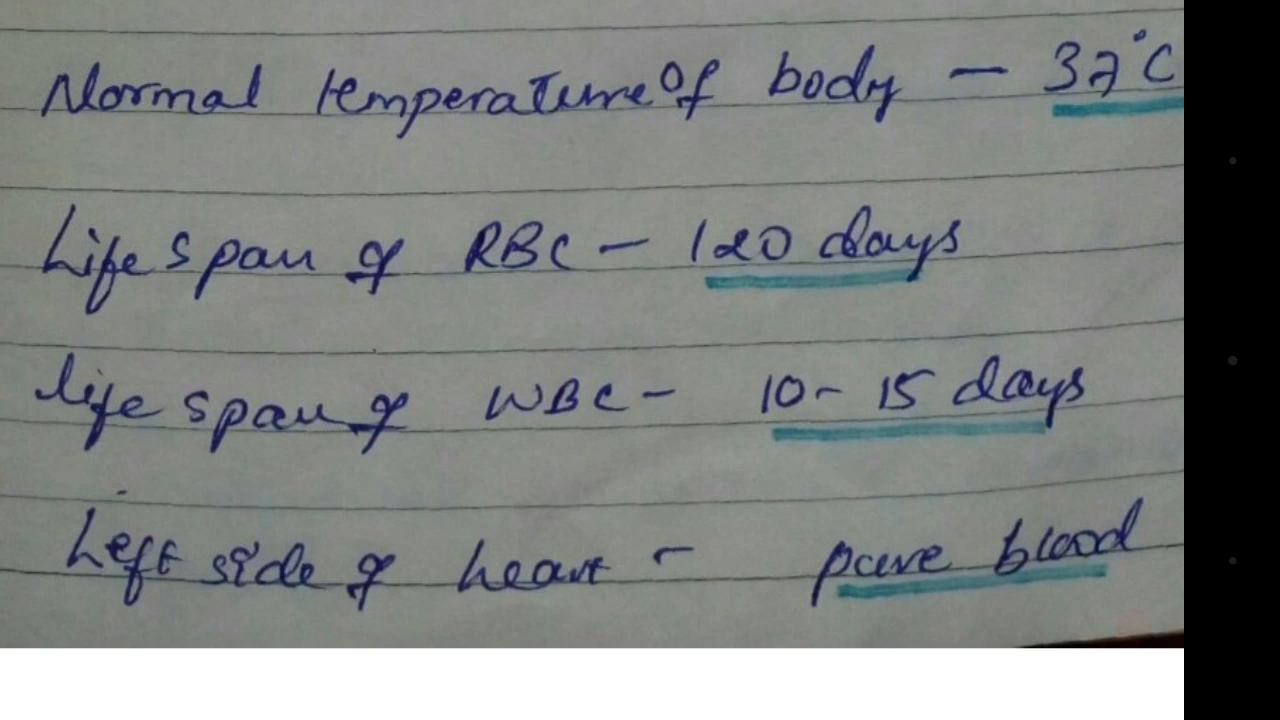 Normal temperature of body – 37°C
Life span of RBC – 120 days
life span of WBC – 10 - 15 days
Left side of heart – pure blood